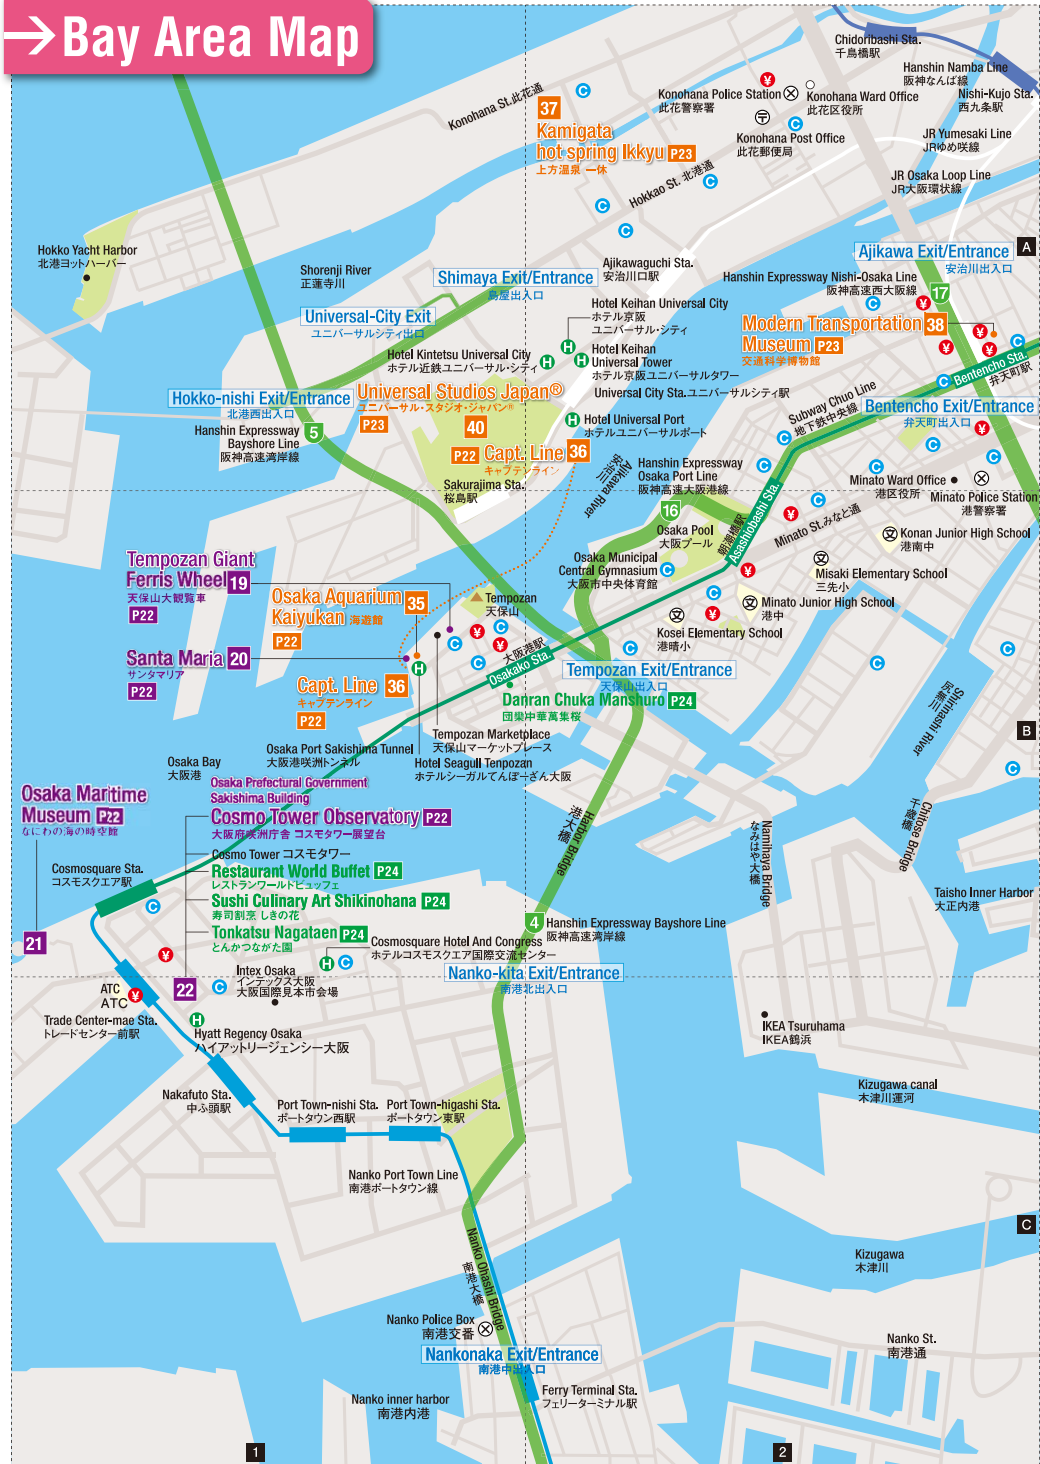 →Bay Area Map
Chidoribashi Sta.
千鳥橋駅
Hanshin Namba Line
阪神なんば線
Nishi-Kujo Sta.
西九条駅
Konohana St.此花通
37
Kamigata
hot spring Ikkyu P23
上方温泉 一休
Konohana Police Station
此花警察署
Konohana Ward Office
此花区役所
Konohana Post Office
此花郵便局
JR Yumesaki Line
JRゆめ咲線
JR Osaka Loop Line
JR大阪環状線
Hokkao St. 北港通
A
Hokko Yacht Harbor
北港ヨットハーバー
Shorenji River
正蓮寺川
Shimaya Exit/Entrance
島屋出入口
Ajikawaguchi Sta.
安治川口駅
Ajikawa Exit/Entrance
安治川出入口
Hanshin Expressway Nishi-Osaka Line
阪神高速西大阪線
17
Universal-City Exit
ユニバーサルシティ出口
Hotel Keihan Universal City
ホテル京阪
ユニバーサル・シティ
Modern Transportation 38
Museum P23
交通科学博物館
Hotel Kintetsu Universal City
ホテル近鉄ユニバーサル・シティ
Hotel Keihan
Universal Tower
ホテル京阪ユニバーサルタワー
Bentencho Sta.
弁天町駅
Universal City Sta.ユニバーサルシティ駅
Subway Chuo Line
地下鉄中央線
Hokko-nishi Exit/Entrance
北港西出入口
Universal Studios Japan®
ユニバーサル・スタジオ・ジャパン®
P23
40
Bentencho Exit/Entrance
弁天町出入口
Hanshin Expressway
Bayshore Line
阪神高速湾岸線
5
Hotel Universal Port
ホテルユニバーサルポート
P22 Capt. Line 36
キャプテンライン
Ajikawa River
安治川
Hanshin Expressway
Osaka Port Line
阪神高速大阪港線
Sakurajima Sta.
桜島駅
Minato Ward Office
港区役所
Minato Police Station
港警察署
16
Osaka Pool
大阪プール
朝潮橋駅
Asashiobashi Sta.
Minato St.みなと通
Konan Junior High School
港南中
Tempozan Giant
Ferris Wheel 19
天保山大観覧車
P22
Osaka Municipal
Central Gymnasium
大阪市中央体育館
Misaki Elementary School
三先小
Osaka Aquarium 35
Kaiyukan 海遊館
P22
Tempozan
天保山
Minato Junior High School
港中
Kosei Elementary School
港晴小
Santa Maria 20
サンタマリア
P22
大阪港駅
Osakako Sta.
Tempozan Exit/Entrance
天保山出入口
Capt. Line 36
キャプテンライン
P22
Danran Chuka Manshuro P24
団欒中華萬集桜
Shirinashi River
尻無川
B
Tempozan Marketplace
天保山マーケットプレース
Osaka Port Sakishima Tunnel
大阪港咲洲トンネル
Hotel Seagull Tenpozan
ホテルシーガルてんぽーざん大阪
Osaka Bay
大阪港
Osaka Maritime
Museum P22
なにわの海の時空館
Osaka Prefectural Government
Sakishima Building
Cosmo Tower Observatory P22
大阪府咲洲庁舎 コスモタワー展望台
Cosmo Tower コスモタワー
Restaurant World Buffet P24
レストランワールドビュッフェ
Sushi Culinary Art Shikinohana P24
寿司割烹 しきの花
Tonkatsu Nagataen P24
とんかつながた園
Harbor Bridge
港大橋
Namihaya Bridge
なみはや大橋
Chitose Bridge
千歳橋
Cosmosquare Sta.
コスモスクエア駅
Taisho Inner Harbor
大正内港
21
4
Hanshin Expressway Bayshore Line
阪神高速湾岸線
Cosmosquare Hotel And Congress
ホテルコスモスクエア国際交流センター
Nanko-kita Exit/Entrance
南港北出入口
Intex Osaka
インテックス大阪
大阪国際見本市会場
22
ATC
ATC
Trade Center-mae Sta.
トレードセンター前駅
Hyatt Regency Osaka
ハイアットリージェンシー大阪
IKEA Tsuruhama
IKEA鶴浜
Nakafuto Sta.
中ふ頭駅
Port Town-nishi Sta.
ポートタウン西駅
Port Town-higashi Sta.
ポートタウン東駅
Kizugawa canal
木津川運河
Nanko Port Town Line
南港ポートタウン線
C
Nanko Ohashi Bridge
南港大橋
Kizugawa
木津川
Nanko Police Box
南港交番
Nanko St.
南港通
Nankonaka Exit/Entrance
南港中出入口
Nanko inner harbor
南港内港
Ferry Terminal Sta.
フェリーターミナル駅
1
2